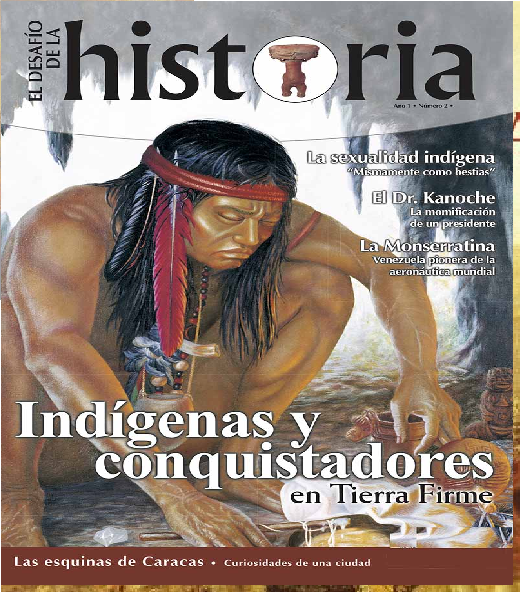 EL DESAFÍO
DE LA
historia
Año 1 • Número 2 •
La sexualidad indígena
"Mismamente como bestias"
El Dr. Kanoche
La momificación
de un presidente
La Monserratina
Venezuela pionera de la
aeronáutica mundial
Indígenas y
conquistadores
en Tierra Firme
Las esquinas de Caracas • Curiosidades de una ciudad